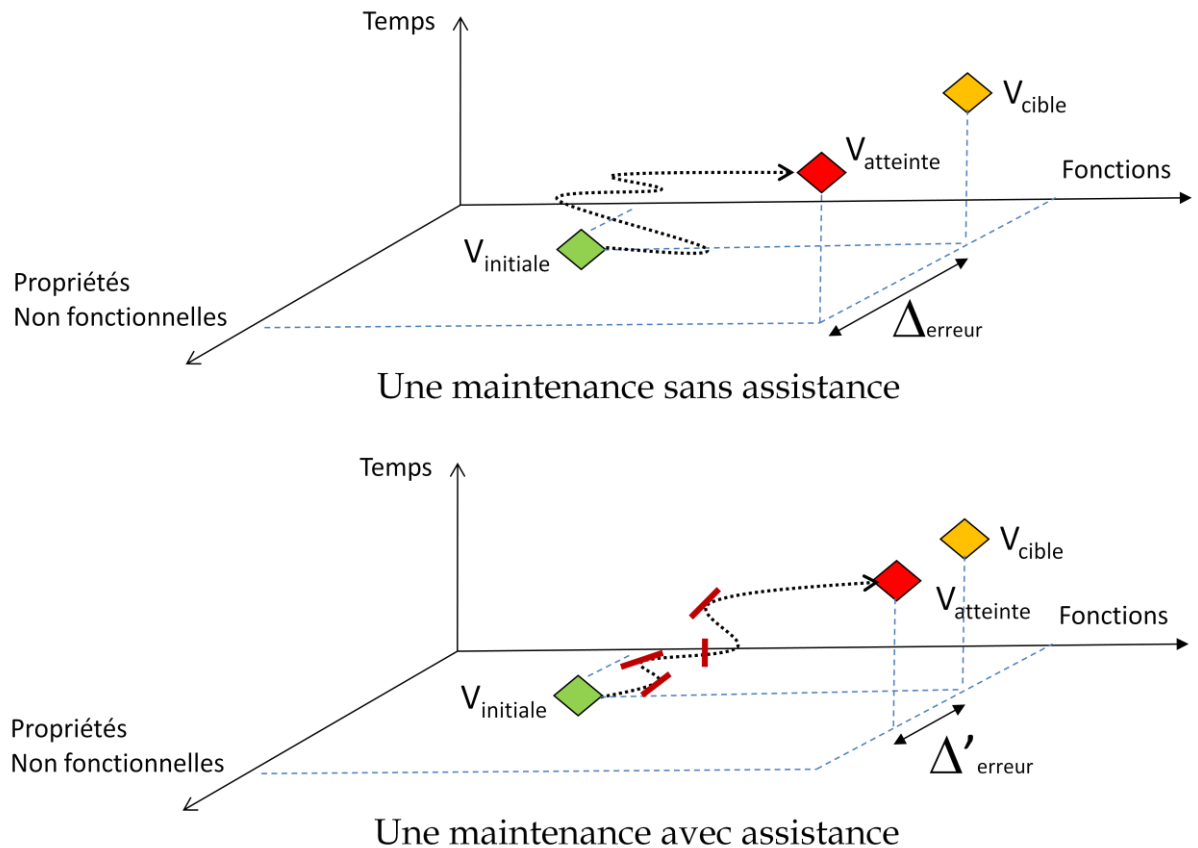 Temps
V cible
V atteinte
Fonctions
V initiale
Propriétés
Non fonctionnelles
Δ erreur
Une maintenance sans assistance
Temps
V cible
V atteinte
Fonctions
V initiale
Propriétés
Non fonctionnelles
Δ' erreur
Une maintenance avec assistance